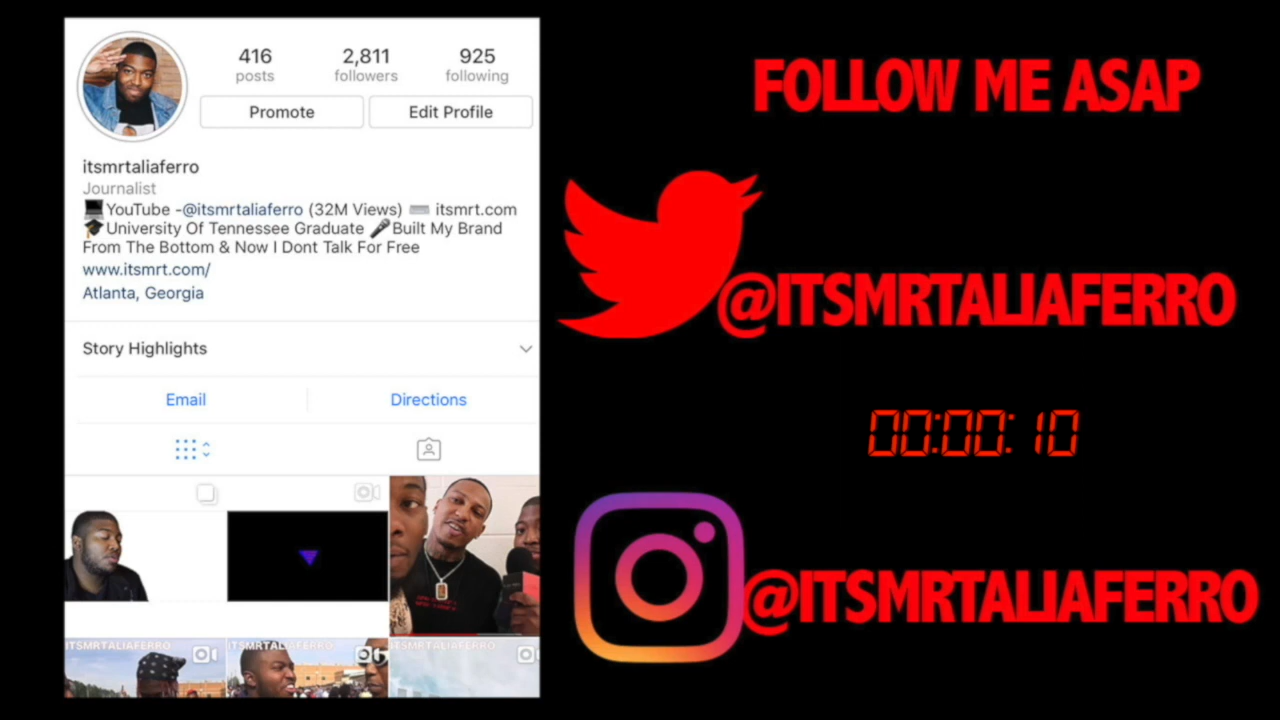 416
2,811
925
posts
followers
following
Promote
Edit Profile
itsmrtaliaferro
Journalist
YouTube -@itsmrtaliaferro (32M Views) itsmrt.com
University Of Tennessee Graduate Built My Brand
From The Bottom & Now I Dont Talk For Free
www.itsmrt.com/
Atlanta, Georgia
Story Highlights
Email
Directions
ITSMRTALIAFERRO
ITSMRTALIAFERRO
ITSMRTALIAFERRO
FOLLOW ME ASAP
@ITSMRTALIAFERRO
00:00:10
@ITSMRTALIAFERRO